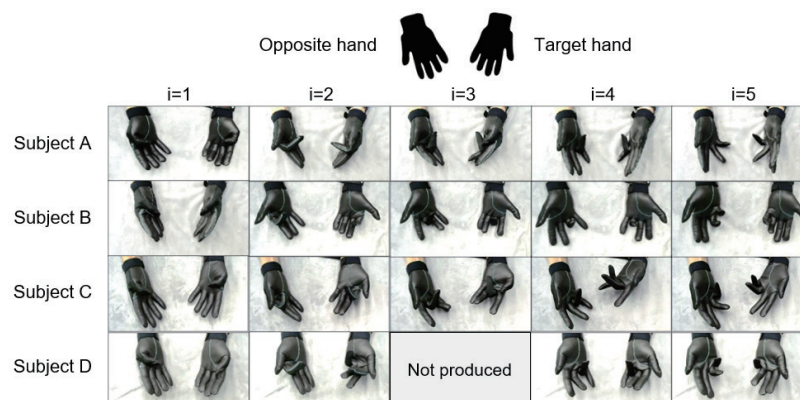 Opposite hand Target hand
i=1 i=2 i=3 i=4 i=5
Subject A
Subject B
Subject C
Subject D Not produced